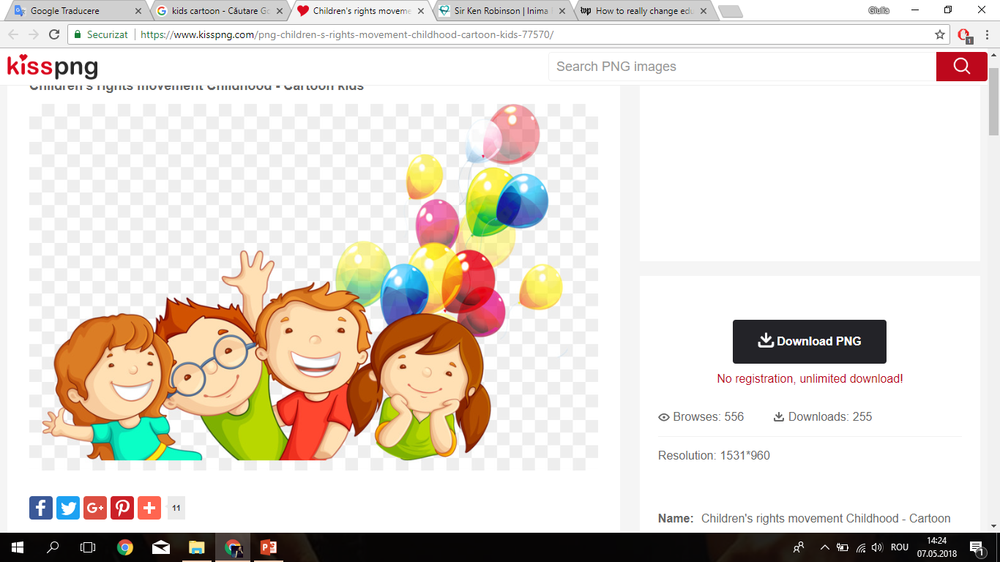 Google Traducere
kids cartoon - Căutare Go
Children's rights moveme
Sir Ken Robinson | Inima
How to really change edu
Giulia
Securizat
https://www.kisspng.com/png-children-s-rights-movement-childhood-cartoon-kids-77570/
1
kisspng
Search PNG images
Children's rights movement Childhood - Cartoon kids
Download PNG
No registration, unlimited download!
Browses: 556
Downloads: 255
Resolution: 1531*960
11
Name: Children's rights movement Childhood - Cartoon
ROU
14:24
07.05.2018
1